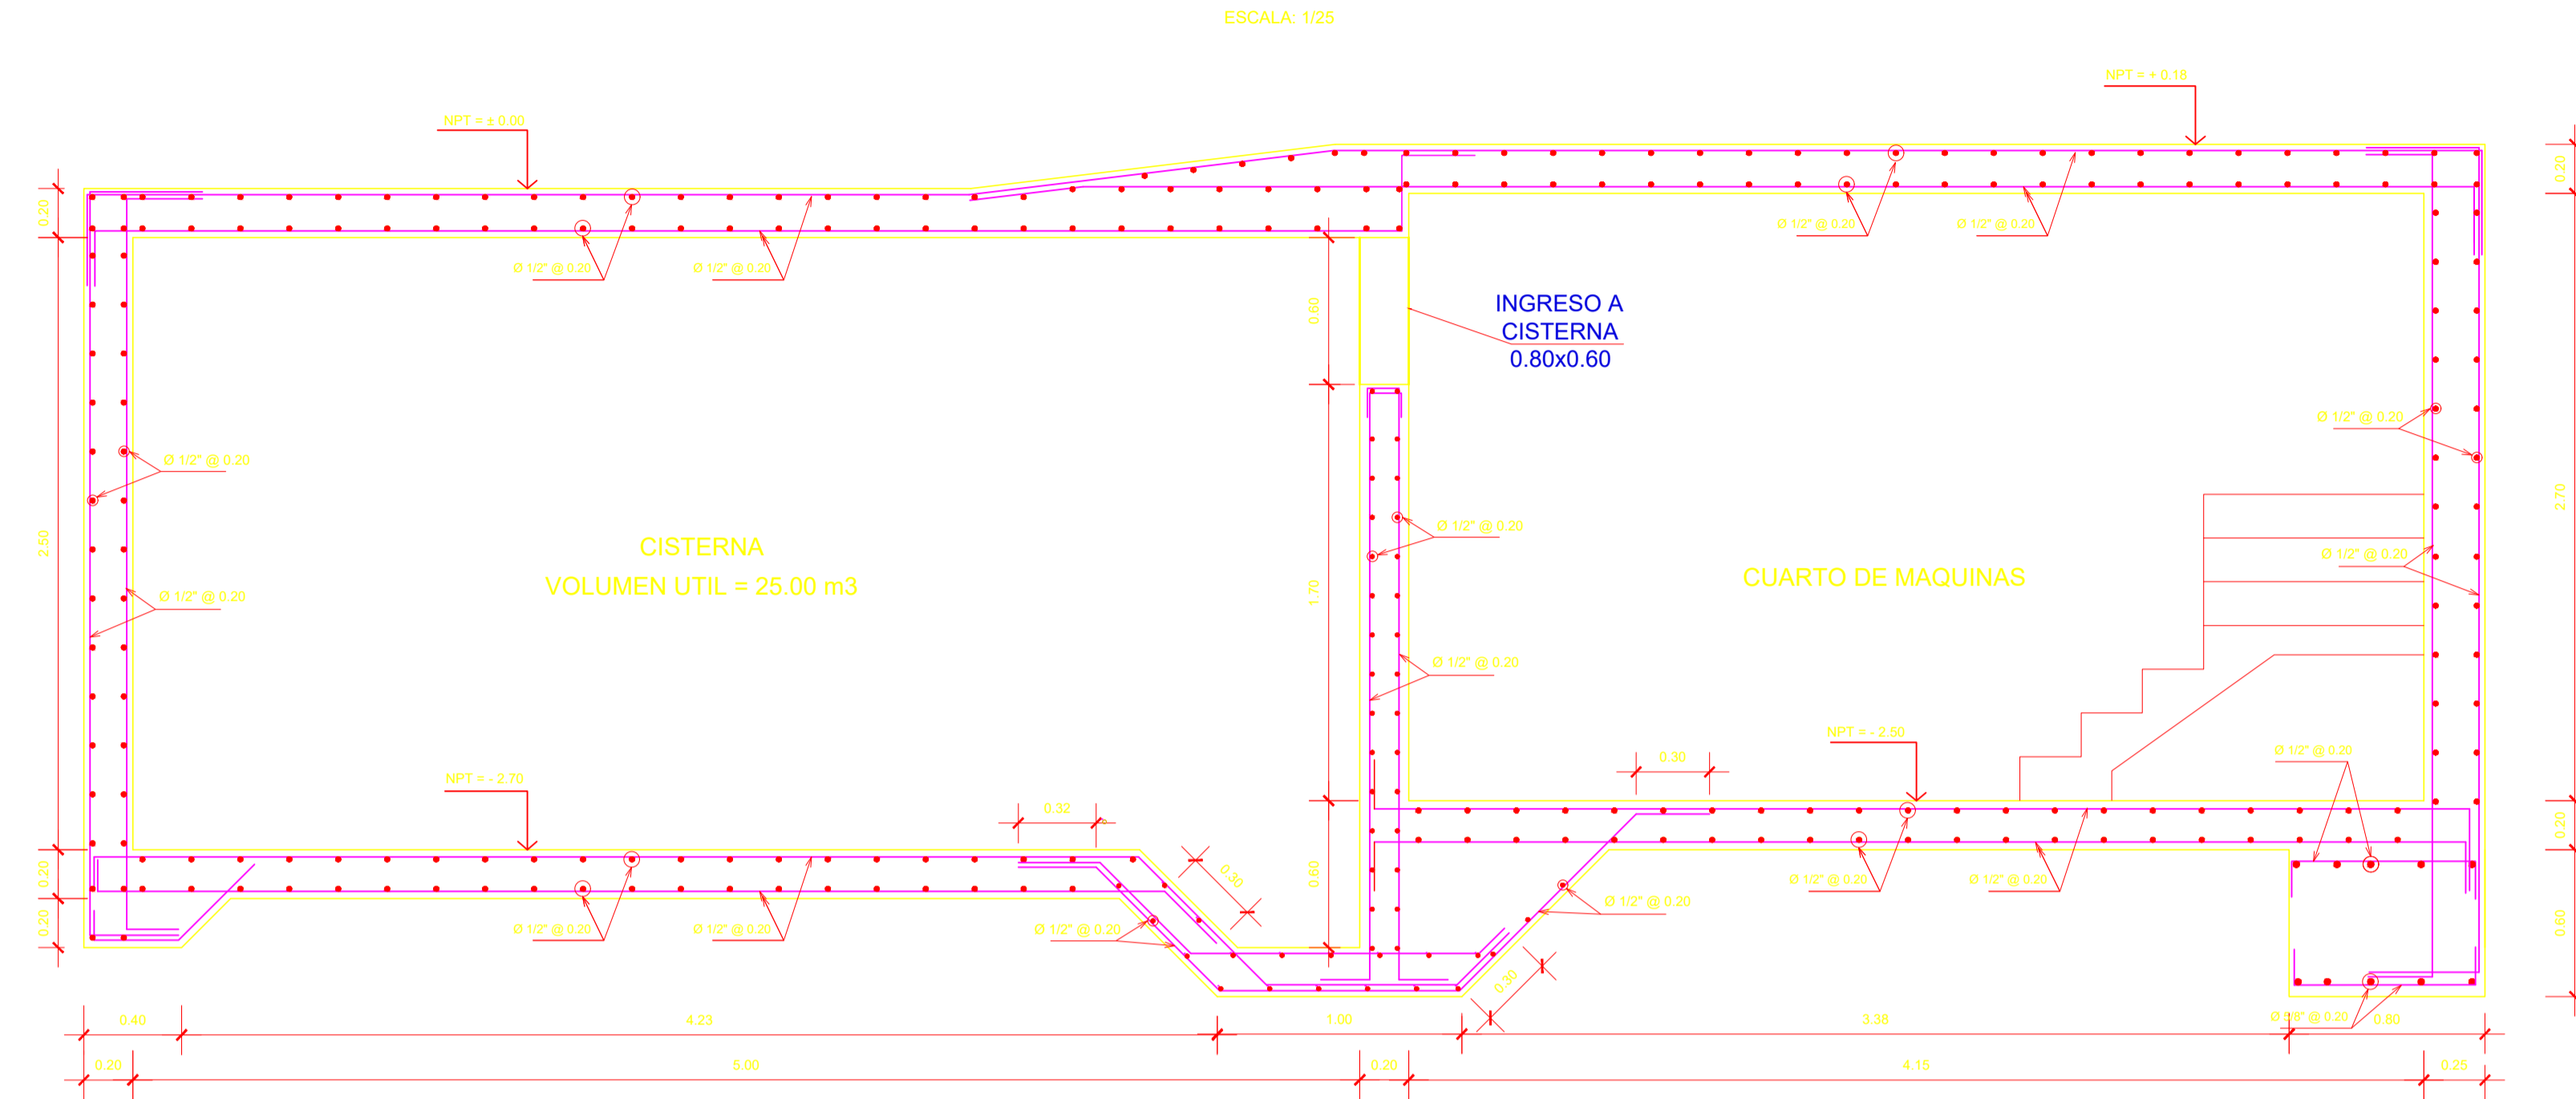 ESCALA: 1/25
NPT = + 0.18
NPT = ± 0.00
0.20
0.20
Ø 1/2" @ 0.20
Ø 1/2" @ 0.20
Ø 1/2" @ 0.20
Ø 1/2" @ 0.20
0.60
INGRESO A
CISTERNA
0.80x0.60
Ø 1/2" @ 0.20
Ø 1/2" @ 0.20
2.50
Ø 1/2" @ 0.20
2.70
CISTERNA
VOLUMEN UTIL = 25.00 m3
Ø 1/2" @ 0.20
CUARTO DE MAQUINAS
Ø 1/2" @ 0.20
1.70
Ø 1/2" @ 0.20
NPT = - 2.50
0.30
Ø 1/2" @ 0.20
NPT = - 2.70
0.32
0.20
0.20
0.30
0.60
Ø 1/2" @ 0.20
Ø 1/2" @ 0.20
Ø 1/2" @ 0.20
0.20
Ø 1/2" @ 0.20
Ø 1/2" @ 0.20
Ø 1/2" @ 0.20
0.60
0.30
0.40
4.23
1.00
3.38
Ø 5/8" @ 0.20
0.80
0.20
5.00
0.20
4.15
0.25